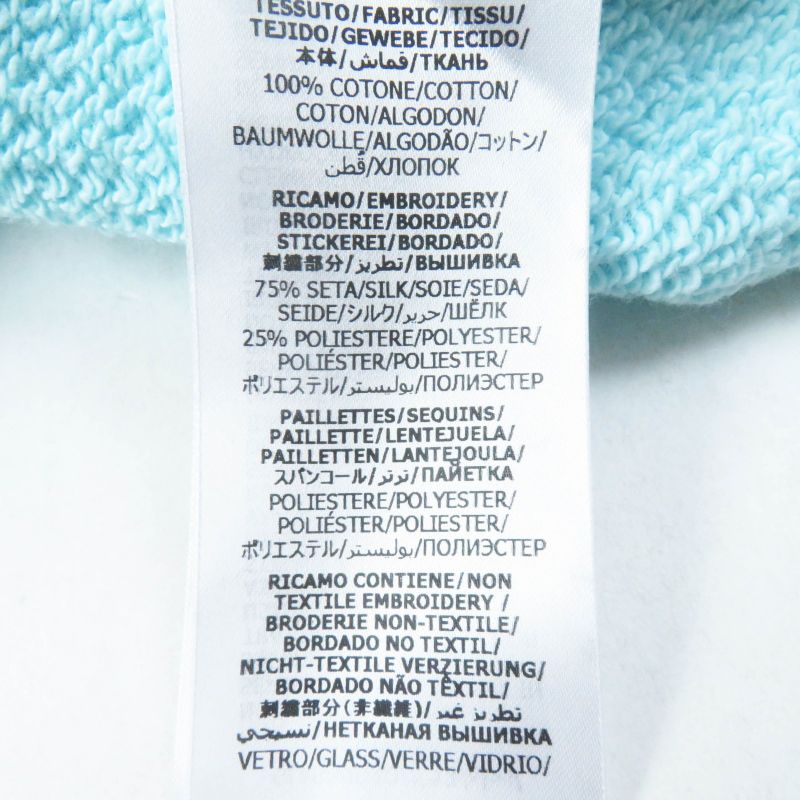 TESSUTO/FABRIC/TISSU/
TEJIDO/GEWEBE/TECIDO/
本体/قماش/ТКАНЬ
100% COTONE/COTTON/
COTON/ALGODON/
BAUMWOLLE/ALGODÃO/コットン/
قُطن/ХЛОПОК
RICAMO/EMBROIDERY/
BRODERIE/BORDADO/
STICKEREI/BORDADO/
刺繍部分/تطريز/ВЫШИВКА
75% SETA/SILK/SOIE/SEDA/
SEIDE/シルク/حرير/ШЁЛК
25% POLIESTERE/POLYESTER/
POLIÉSTER/POLIESTER/
ポリエステル/بوليستر/ПОЛИЭСТЕР
PAILLETTES/SEQUINS/
PAILLETTE/LENTEJUELA/
PAILLETTEN/LANTEJOULA/
スパンコール/ترتر/ПАЙЕТКА
POLIESTERE/POLYESTER/
POLIÉSTER/POLIESTER/
ポリエステル/بوليستر/ПОЛИЭСТЕР
RICAMO CONTIENE/NON
TEXTILE EMBROIDERY /
BRODERIE NON-TEXTILE/
BORDADO NO TEXTIL/
NICHT-TEXTILE VERZIERUNG/
BORDADO NÃO TÊXTIL/
刺繍部分(非繊維)/تطريز غير
نسيجي/НЕТКАНАЯ ВЫШИВКА
VETRO/GLASS/VERRE/VIDRIO/